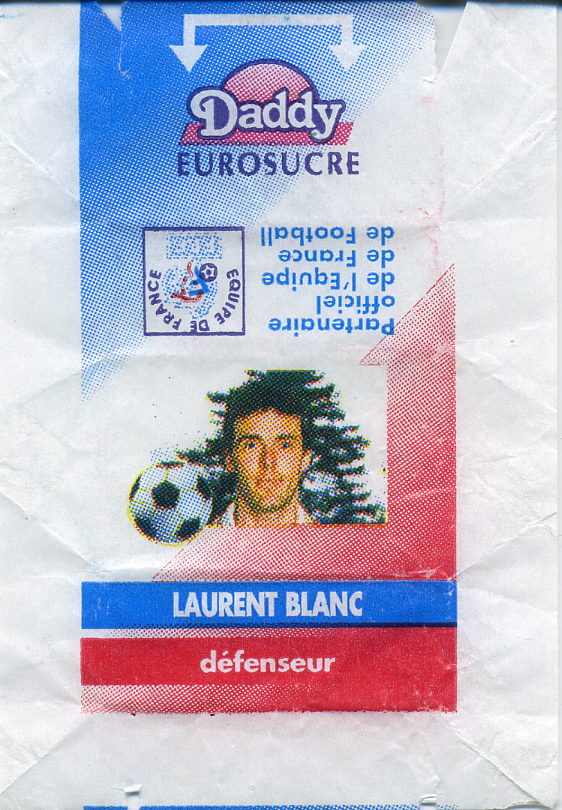 Daddy
EUROSUCRE
Partenaire
officiel
de l'Equipe
de France
de Football
EQUIPE DE FRANCE
LAURENT BLANC
défenseur